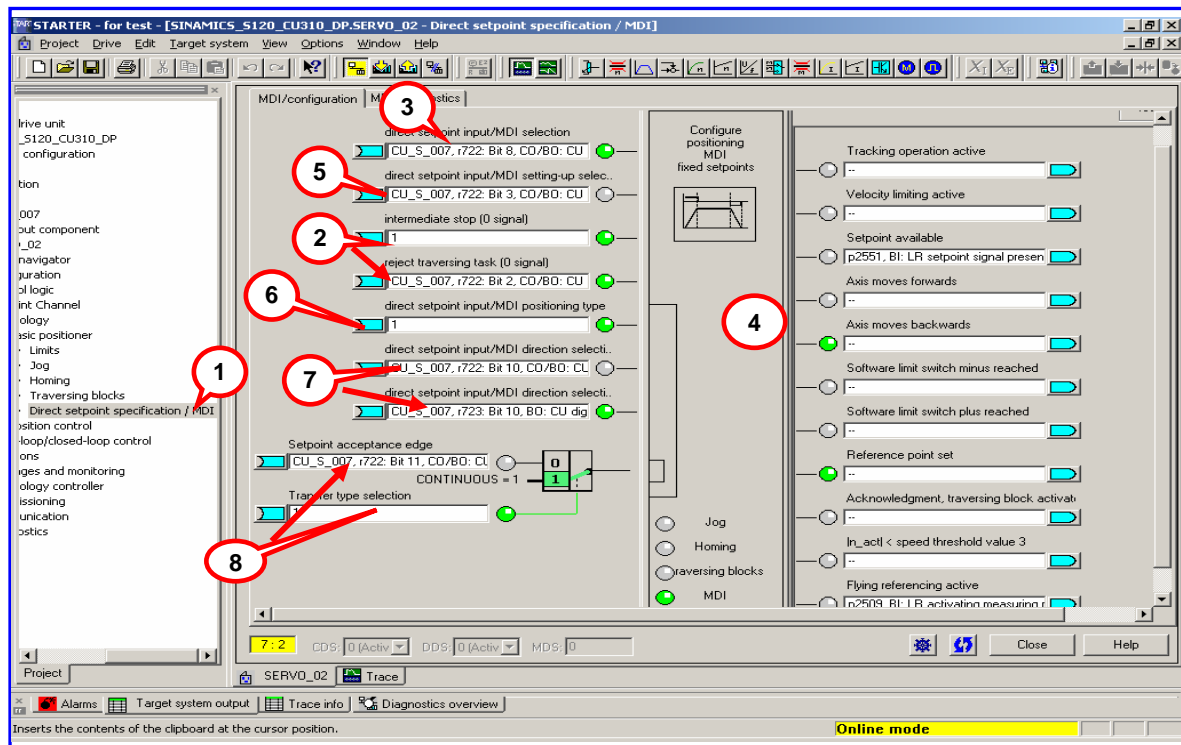 STARTER - for test - [SINAMICS_S120_CU310_DP.SERVO_02 - Direct setpoint specification / MDI]
Project Drive Edit Target system View Options Window Help
MDI/configuration
direct setpoint input/MDI selection
CU_S_007, r722: Bit 8, CO/BO: CU
direct setpoint input/MDI setting-up selec..
CU_S_007, r722: Bit 3, CO/BO: CU
intermediate stop (0 signal)
1
reject traversing task (0 signal)
CU_S_007, r722: Bit 2, CO/BO: CU
direct setpoint input/MDI positioning type
1
direct setpoint input/MDI direction selecti..
CU_S_007, r722: Bit 10, CO/BO: CU
direct setpoint input/MDI direction selecti..
CU_S_007, r723: Bit 10, BO: CU dig
Setpoint acceptance edge
CU_S_007, r722: Bit 11, CO/BO: CU
CONTINUOUS = 1
0
1
Transfer type selection
1
3
5
2
6
7
1
8
4
Configure
positioning
MDI
fixed setpoints
Jog
Homing
raversing blocks
MDI
Tracking operation active
--
Velocity limiting active
--
Setpoint available
p2551, BI: LR setpoint signal presen
Axis moves forwards
--
Axis moves backwards
--
Software limit switch minus reached
--
Software limit switch plus reached
--
Reference point set
--
Acknowledgment, traversing block activate
--
|n_act| < speed threshold value 3
--
Flying referencing active
p2509, BI: LR activating measuring r
drive unit
_S120_CU310_DP
configuration
tion
007
out component
_02
navigator
guration
ol logic
int Channel
ology
asic positioner
Limits
Jog
Homing
Traversing blocks
Direct setpoint specification / MDI
osition control
-loop/closed-loop control
ons
ages and monitoring
ology controller
issioning
unication
ostics
7 : 2
CDS: 0 (Activ
DDS: 0 (Activ
MDS: 0
Close
Help
Project
SERVO_02
Trace
Alarms
Target system output
Trace info
Diagnostics overview
Inserts the contents of the clipboard at the cursor position.
Online mode